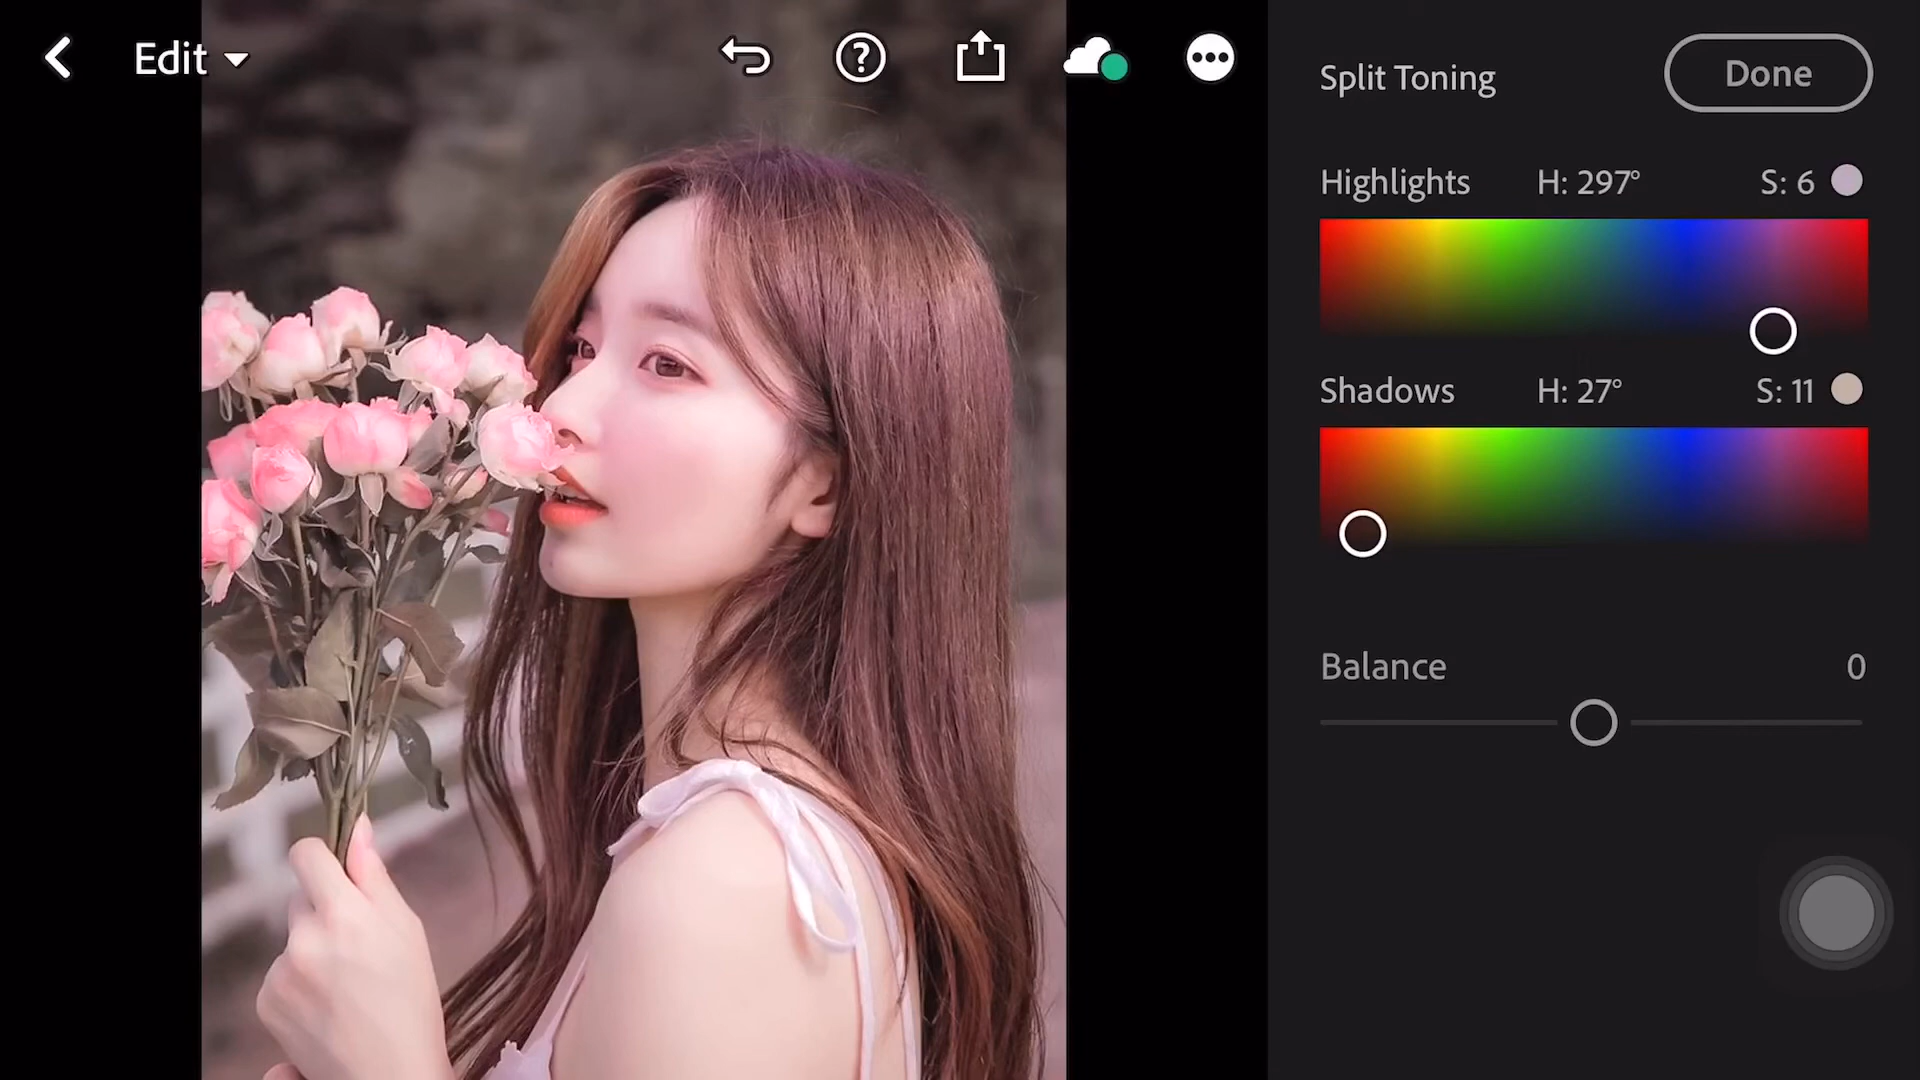 Edit
Split Toning
Done
Highlights H: 297° S: 6
Shadows H: 27° S: 11
Balance 0